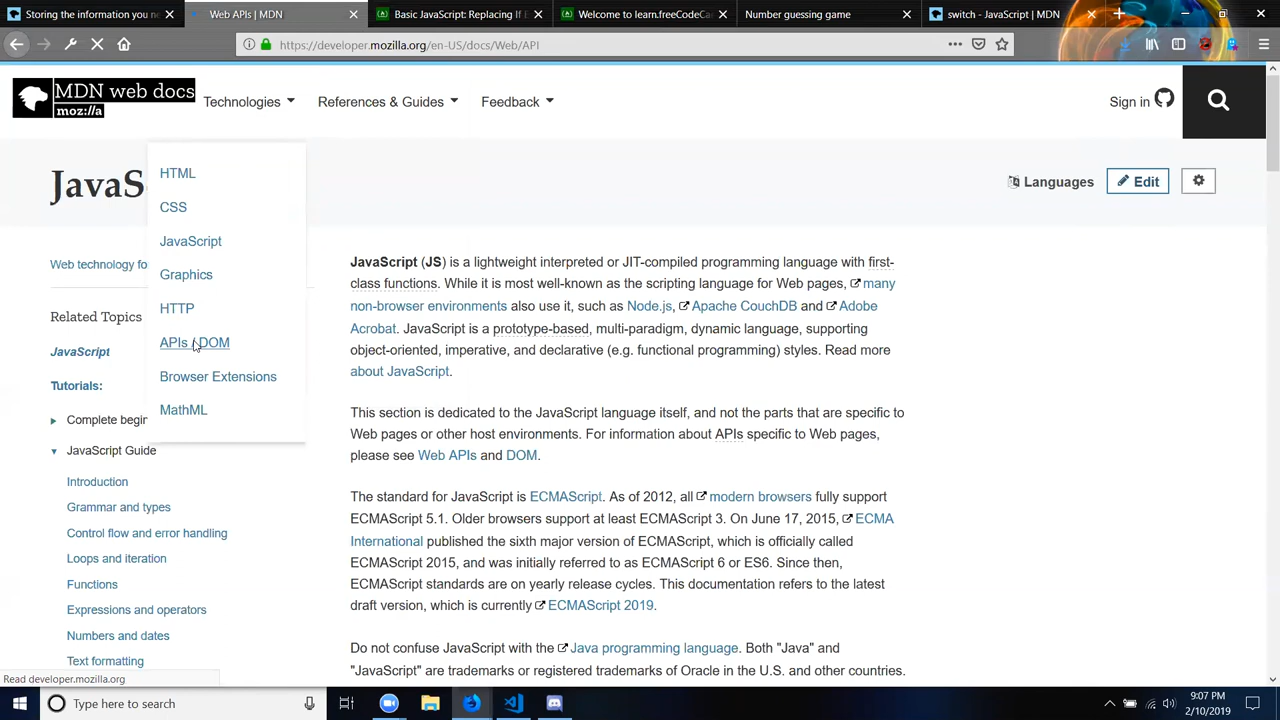 Storing the information you n
Web APIs | MDN
Basic JavaScript: Replacing If E
Welcome to learn.freeCodeCa
Number guessing game
switch - JavaScript | MDN
https://developer.mozilla.org/en-US/docs/Web/API
MDN web docs
moz://a
Technologies
References & Guides
Feedback
Sign in
JavaS
HTML
CSS
JavaScript
Graphics
HTTP
APIs / DOM
Browser Extensions
MathML
Languages
Edit
Web technology fo
Related Topics
JavaScript
Tutorials:
Complete begin
JavaScript Guide
Introduction
Grammar and types
Control flow and error handling
Loops and iteration
Functions
Expressions and operators
Numbers and dates
Text formatting
JavaScript (JS) is a lightweight interpreted or JIT-compiled programming language with first-
class functions. While it is most well-known as the scripting language for Web pages, many
non-browser environments also use it, such as Node.js, Apache CouchDB and Adobe
Acrobat. JavaScript is a prototype-based, multi-paradigm, dynamic language, supporting
object-oriented, imperative, and declarative (e.g. functional programming) styles. Read more
about JavaScript.
This section is dedicated to the JavaScript language itself, and not the parts that are specific to
Web pages or other host environments. For information about APIs specific to Web pages,
please see Web APIs and DOM.
The standard for JavaScript is ECMAScript. As of 2012, all modern browsers fully support
ECMAScript 5.1. Older browsers support at least ECMAScript 3. On June 17, 2015, ECMA
International published the sixth major version of ECMAScript, which is officially called
ECMAScript 2015, and was initially referred to as ECMAScript 6 or ES6. Since then,
ECMAScript standards are on yearly release cycles. This documentation refers to the latest
draft version, which is currently ECMAScript 2019.
Do not confuse JavaScript with the Java programming language. Both "Java" and
"JavaScript" are trademarks or registered trademarks of Oracle in the U.S. and other countries.
Read developer.mozilla.org
Type here to search
9:07 PM
2/10/2019